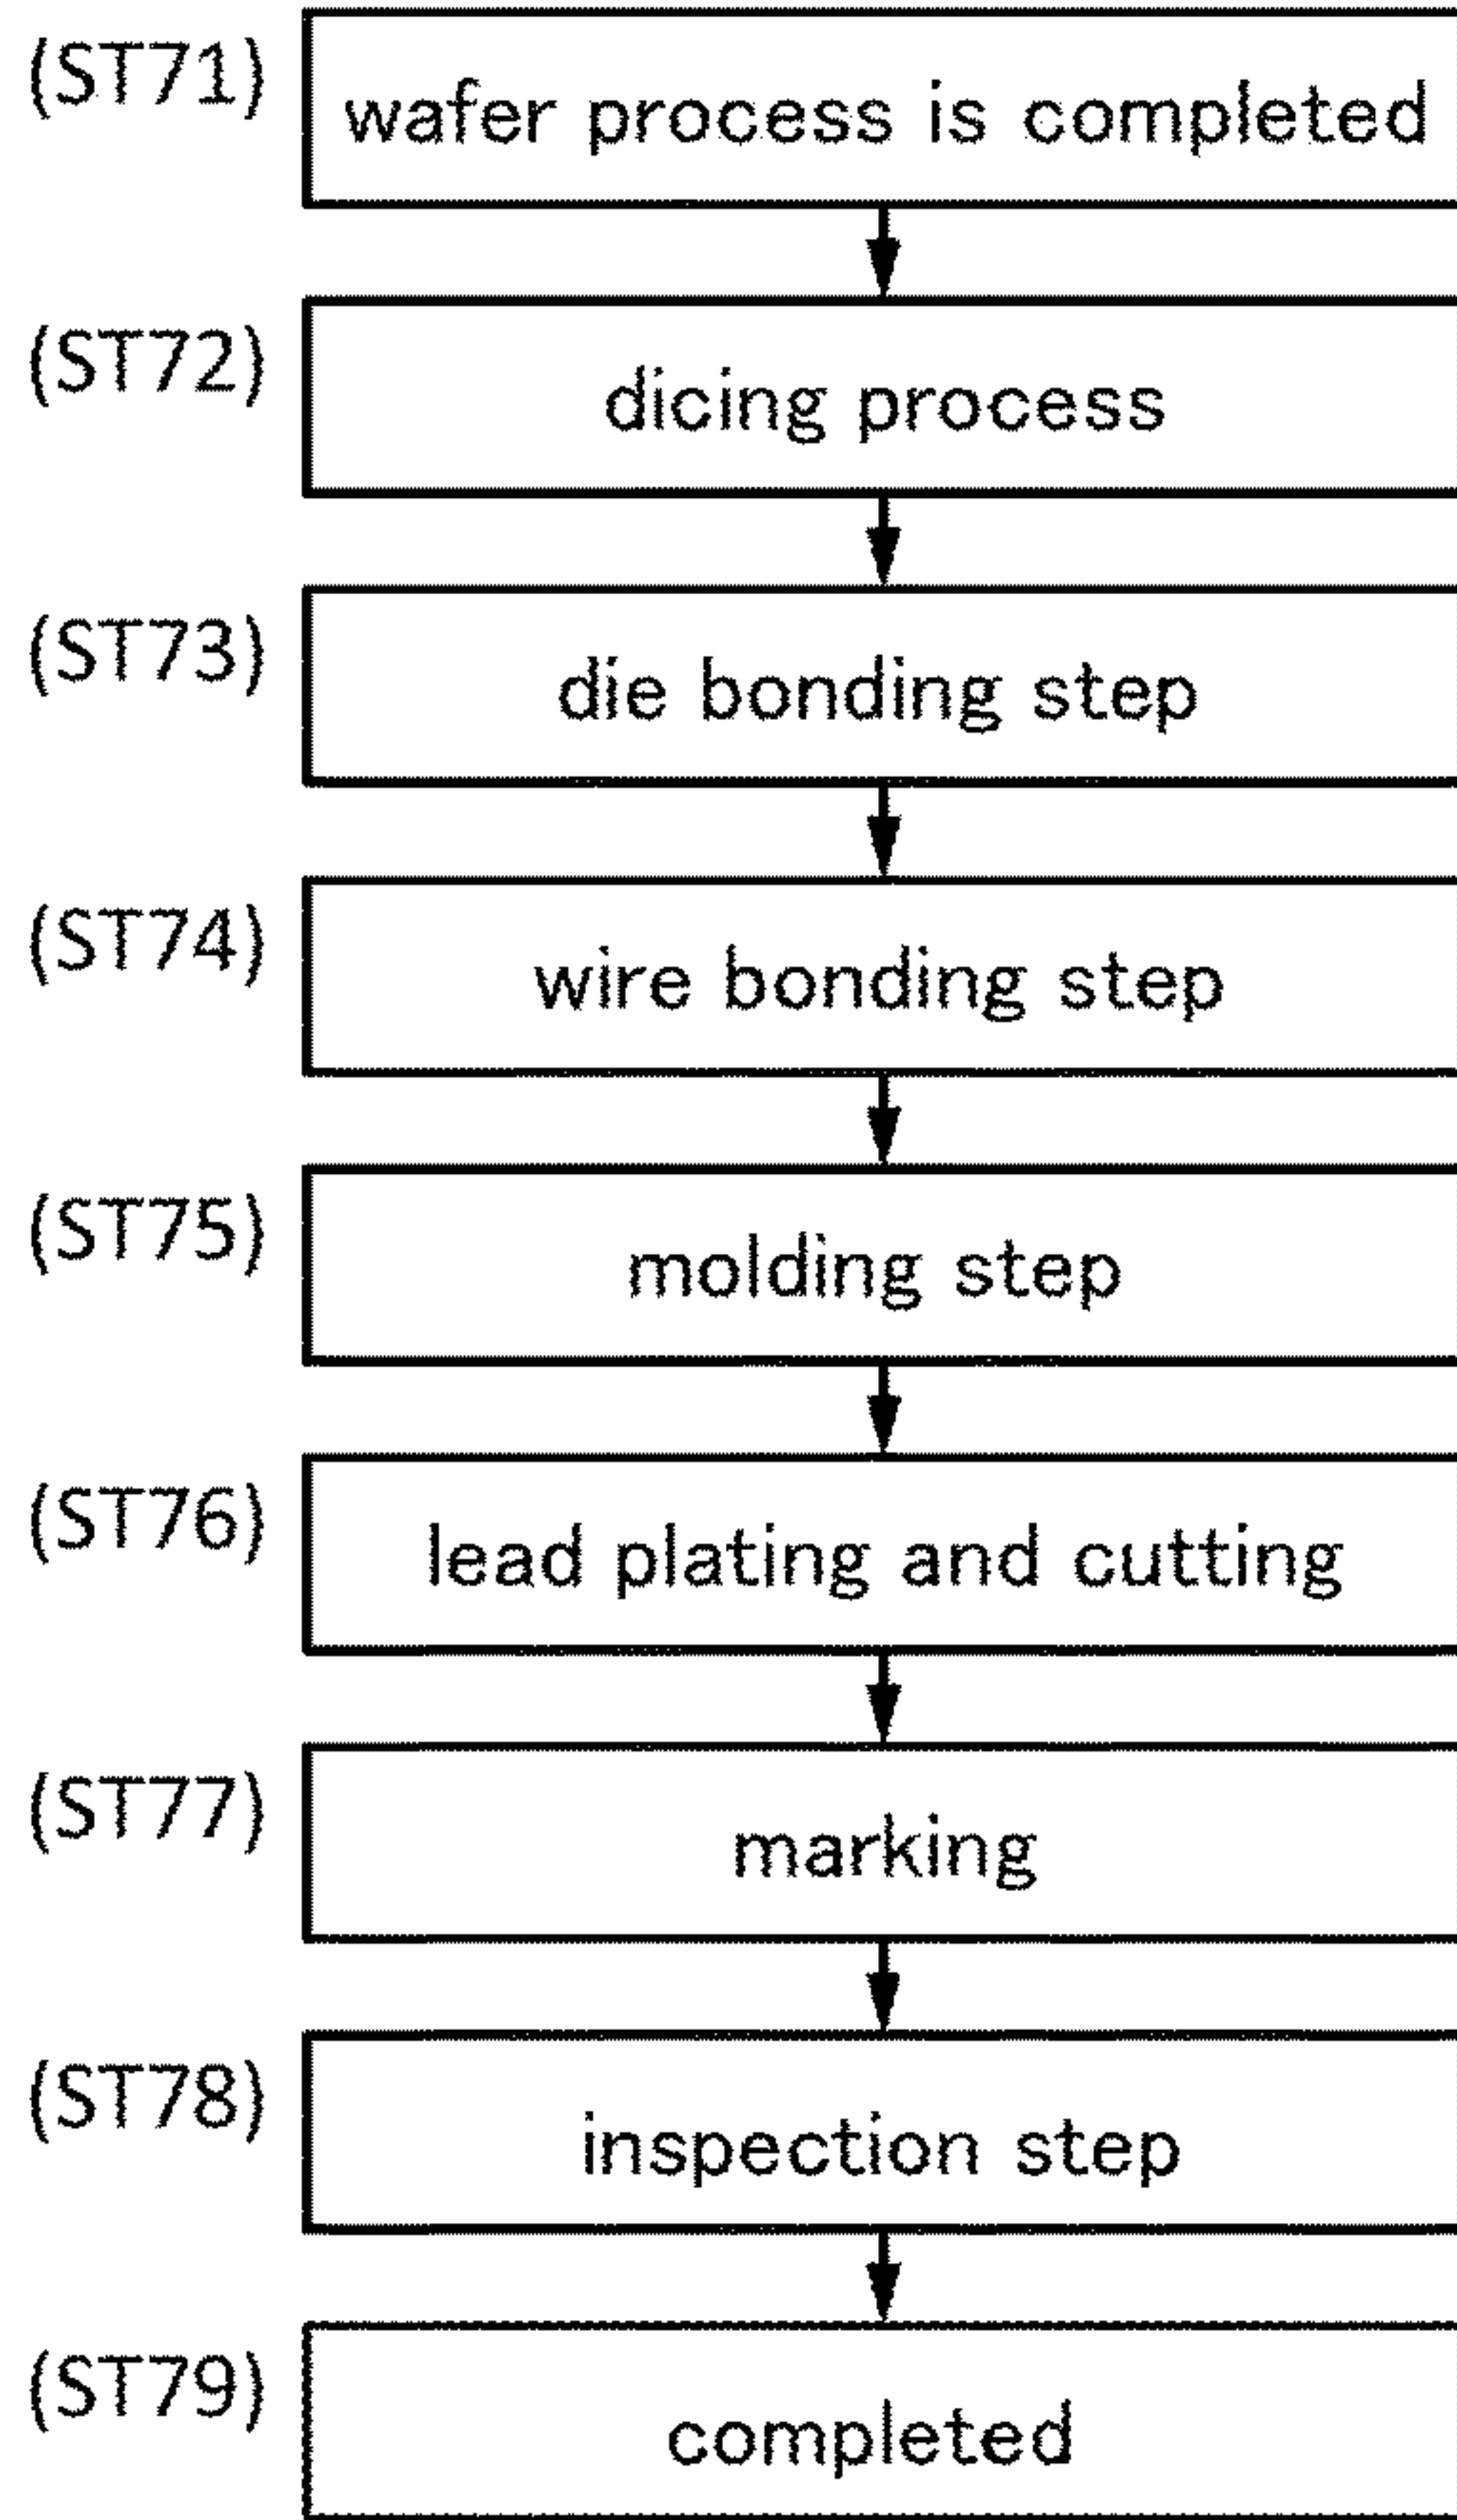 (ST71) wafer process is completed
(ST72) dicing process
(ST73) die bonding step
(ST74) wire bonding step
(ST75) molding step
(ST76) lead plating and cutting
(ST77) marking
(ST78) inspection step
(ST79) completed